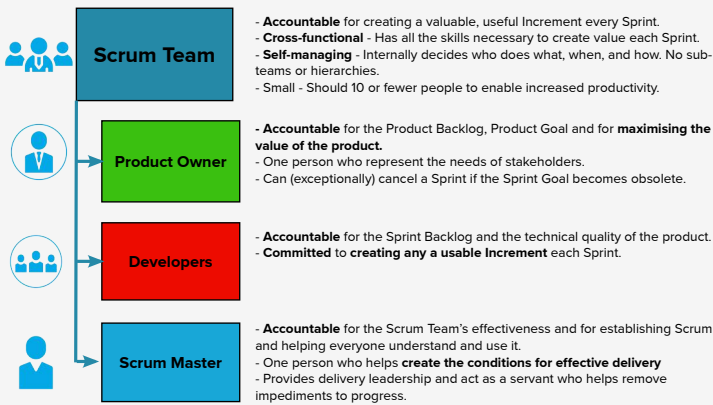 Scrum Team
- Accountable for creating a valuable, useful Increment every Sprint.
- Cross-functional - Has all the skills necessary to create value each Sprint.
- Self-managing - Internally decides who does what, when, and how. No sub-
teams or hierarchies.
- Small - Should 10 or fewer people to enable increased productivity.
Product Owner
- Accountable for the Product Backlog, Product Goal and for maximising the
value of the product.
- One person who represent the needs of stakeholders.
- Can (exceptionally) cancel a Sprint if the Sprint Goal becomes obsolete.
Developers
- Accountable for the Sprint Backlog and the technical quality of the product.
- Committed to creating any a usable Increment each Sprint.
Scrum Master
- Accountable for the Scrum Team's effectiveness and for establishing Scrum
and helping everyone understand and use it.
- One person who helps create the conditions for effective delivery
- Provides delivery leadership and act as a servant who helps remove
impediments to progress.